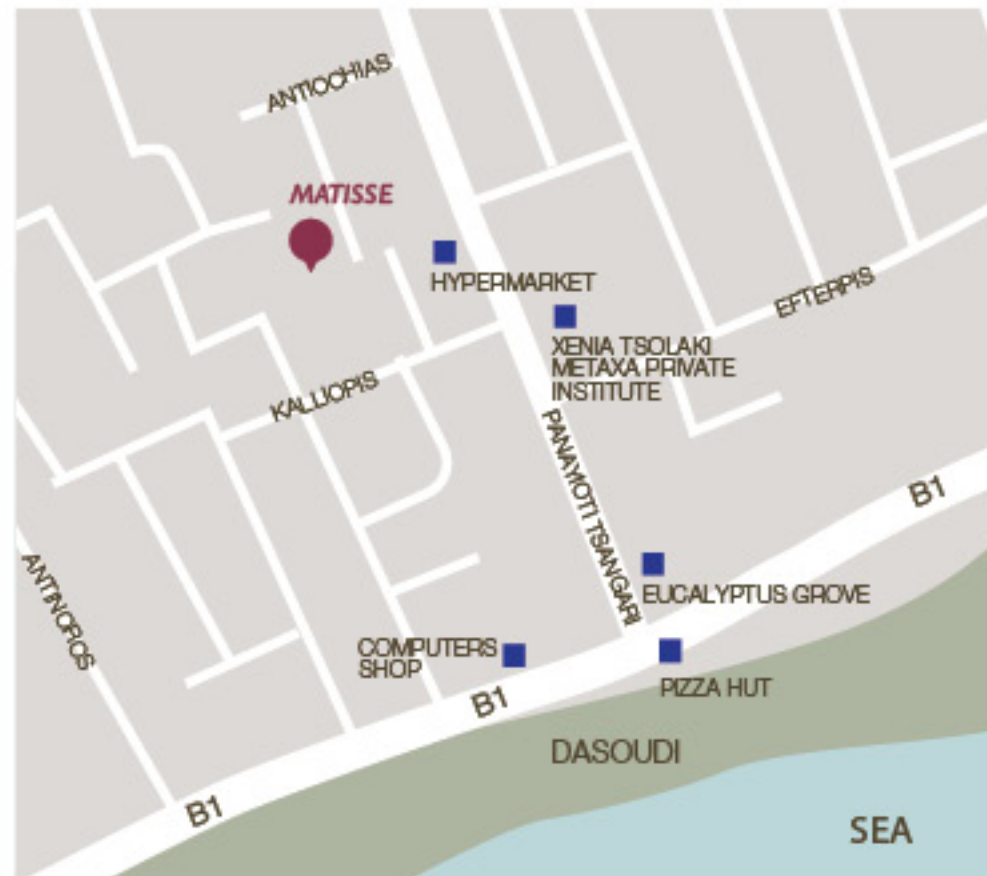 ANTIOCHIAS
MATISSE
HYPERMARKET
EFTERPIS
XENIA TSOLAKI
METAXA PRIVATE
INSTITUTE
KALLIOPIS
PANAYIOTI TSANGARI
B1
ANTINOROS
EUCALYPTUS GROVE
COMPUTERS
SHOP
PIZZA HUT
B1
DASOUDI
B1
SEA